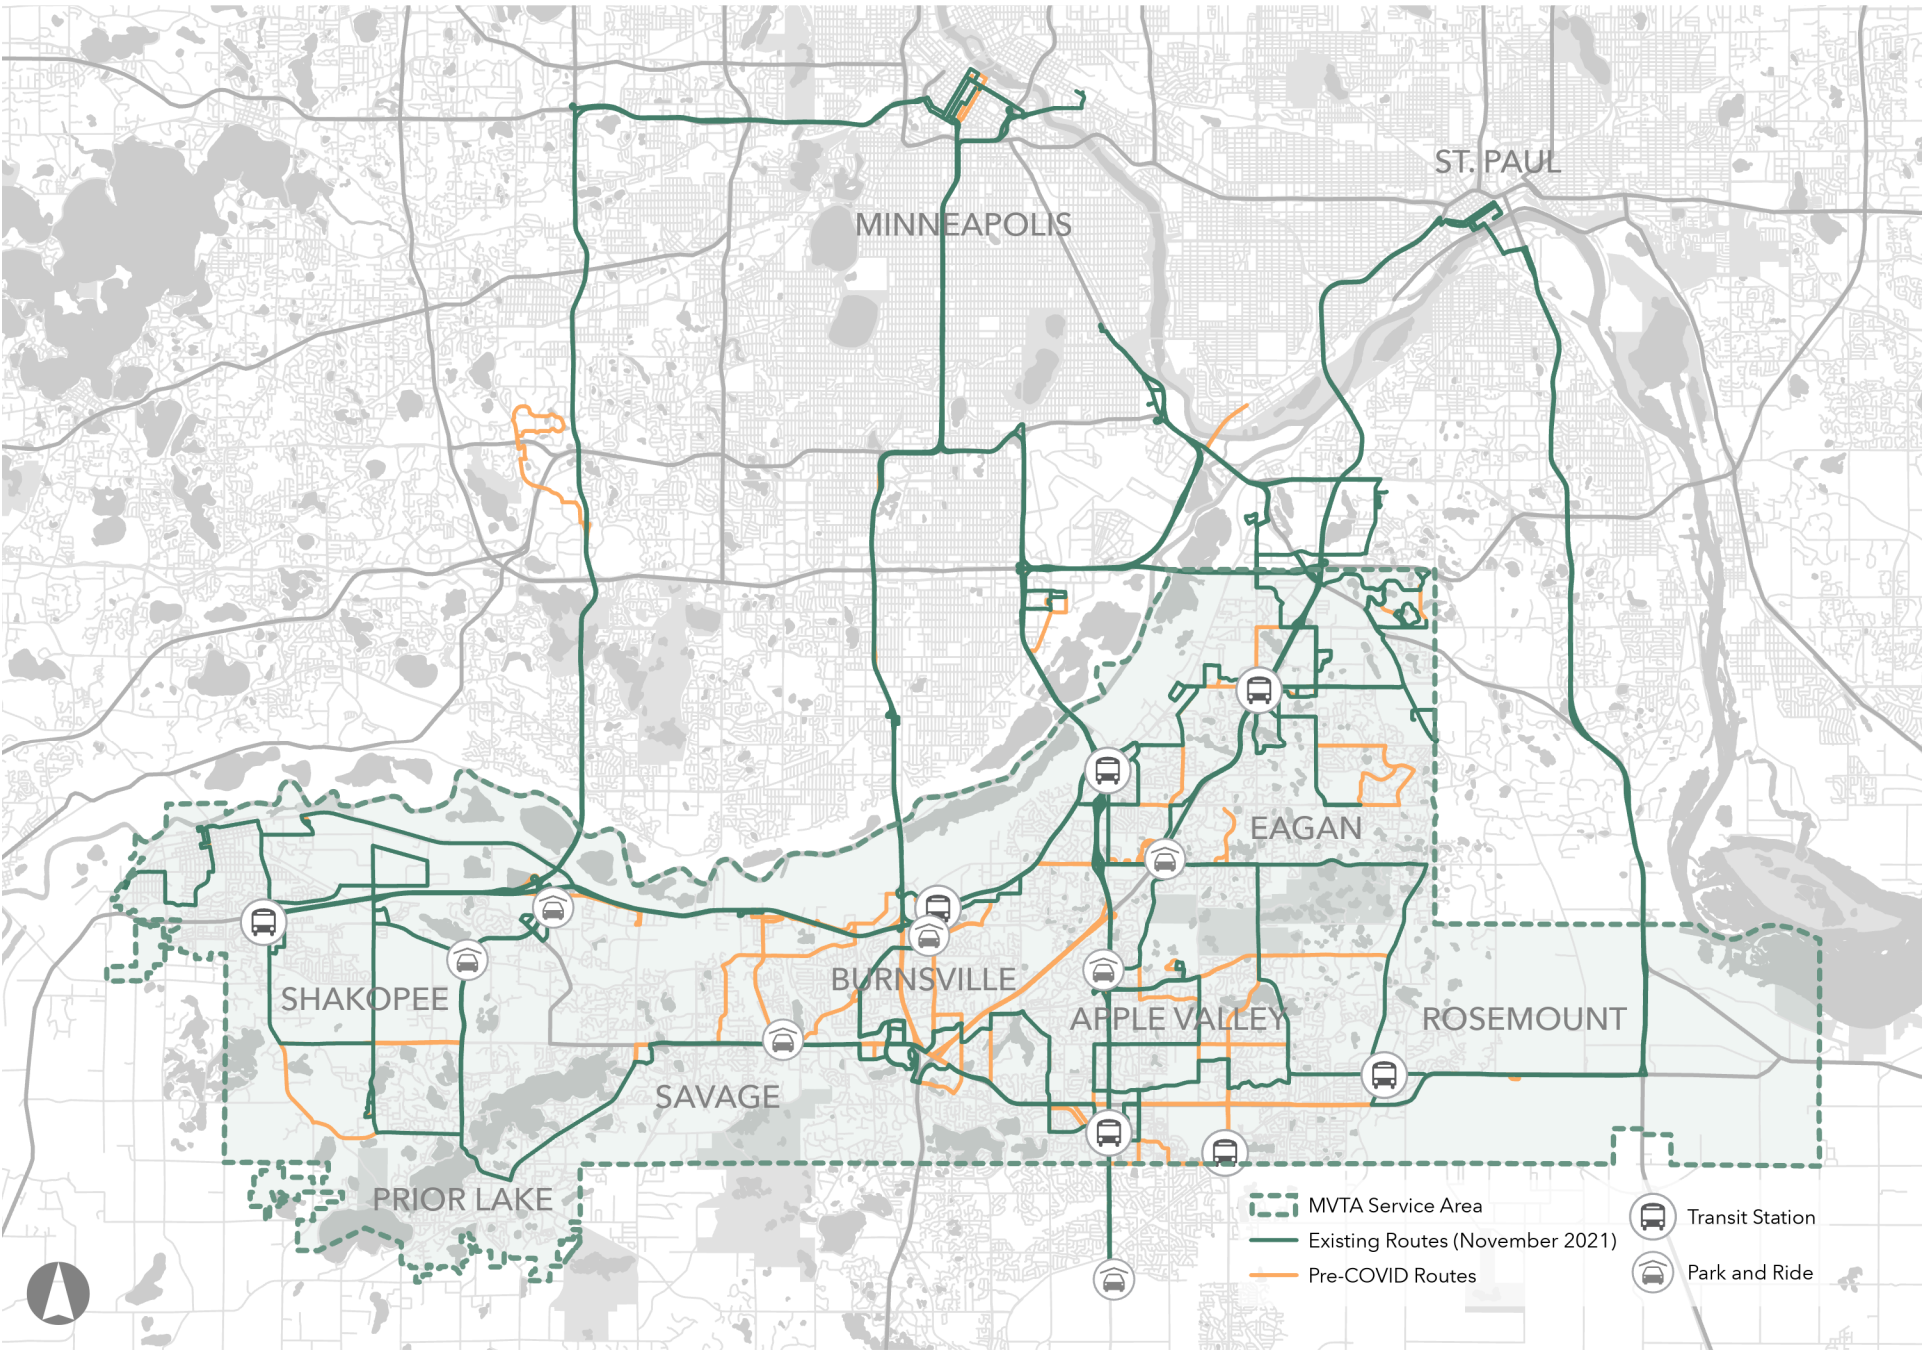 ST. PAUL
MINNEAPOLIS
EAGAN
BURNSVILLE
SHAKOPEE
APPLE VALLEY
ROSEMOUNT
SAVAGE
PRIOR LAKE
MVTA Service Area
Existing Routes (November 2021)
Pre-COVID Routes
Transit Station
Park and Ride